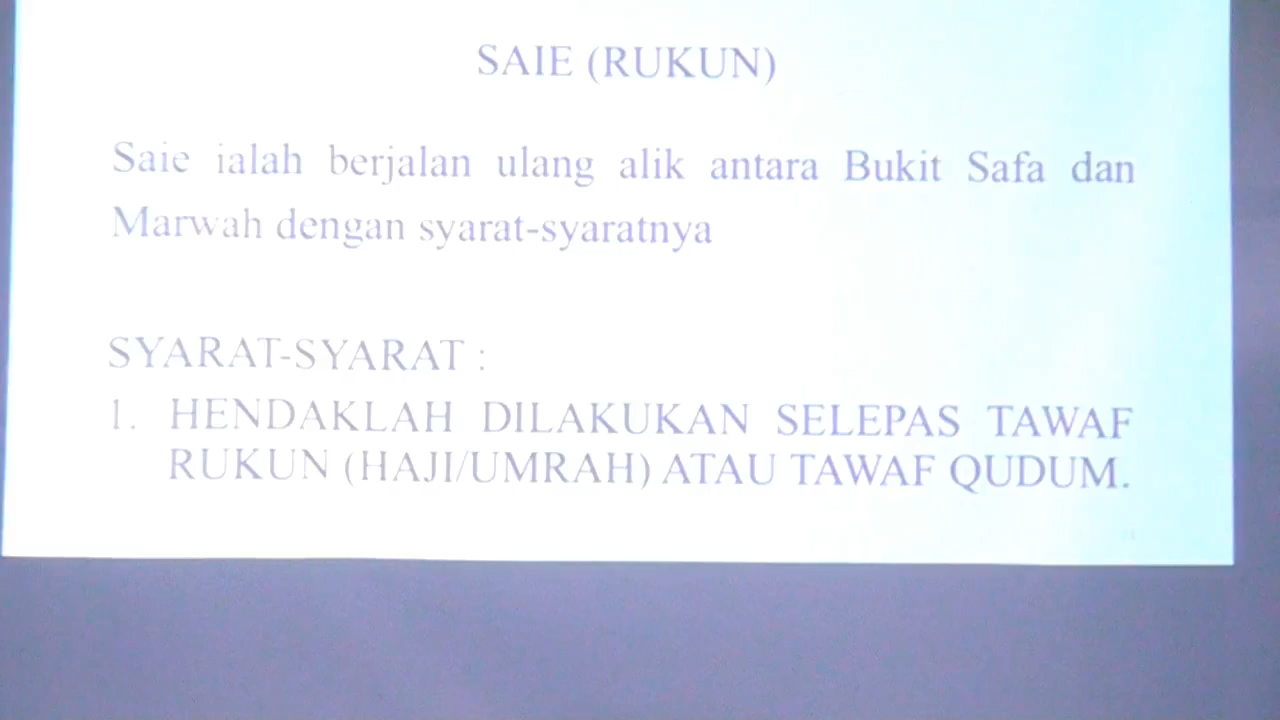 SAIE (RUKUN)
Saie ialah berjalan ulang alik antara Bukit Safa dan
Marwah dengan syarat-syaratnya
SYARAT-SYARAT :
1. HENDAKLAH DILAKUKAN SELEPAS TAWAF
RUKUN (HAJI/UMRAH) ATAU TAWAF QUDUM.